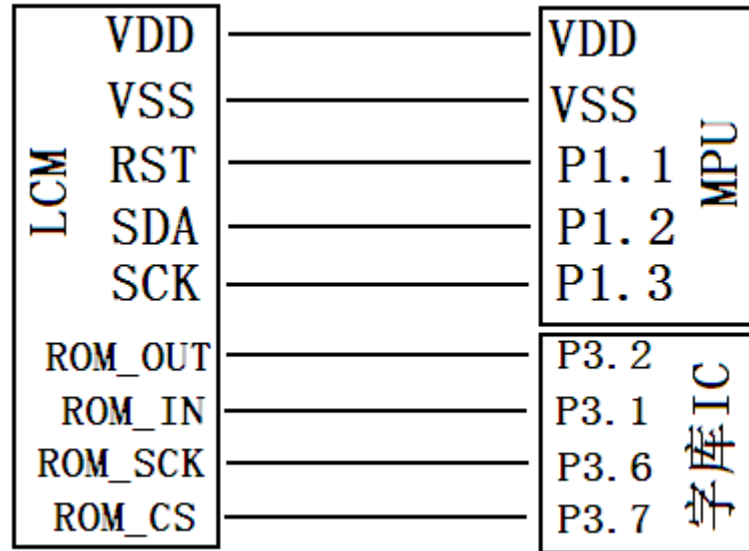 VDD VDD
VSS VSS
RST P1.1
SDA P1.2
SCK P1.3
LCM
MPU
ROM_OUT P3.2
ROM_IN P3.1
ROM_SCK P3.6
ROM_CS P3.7
字库IC